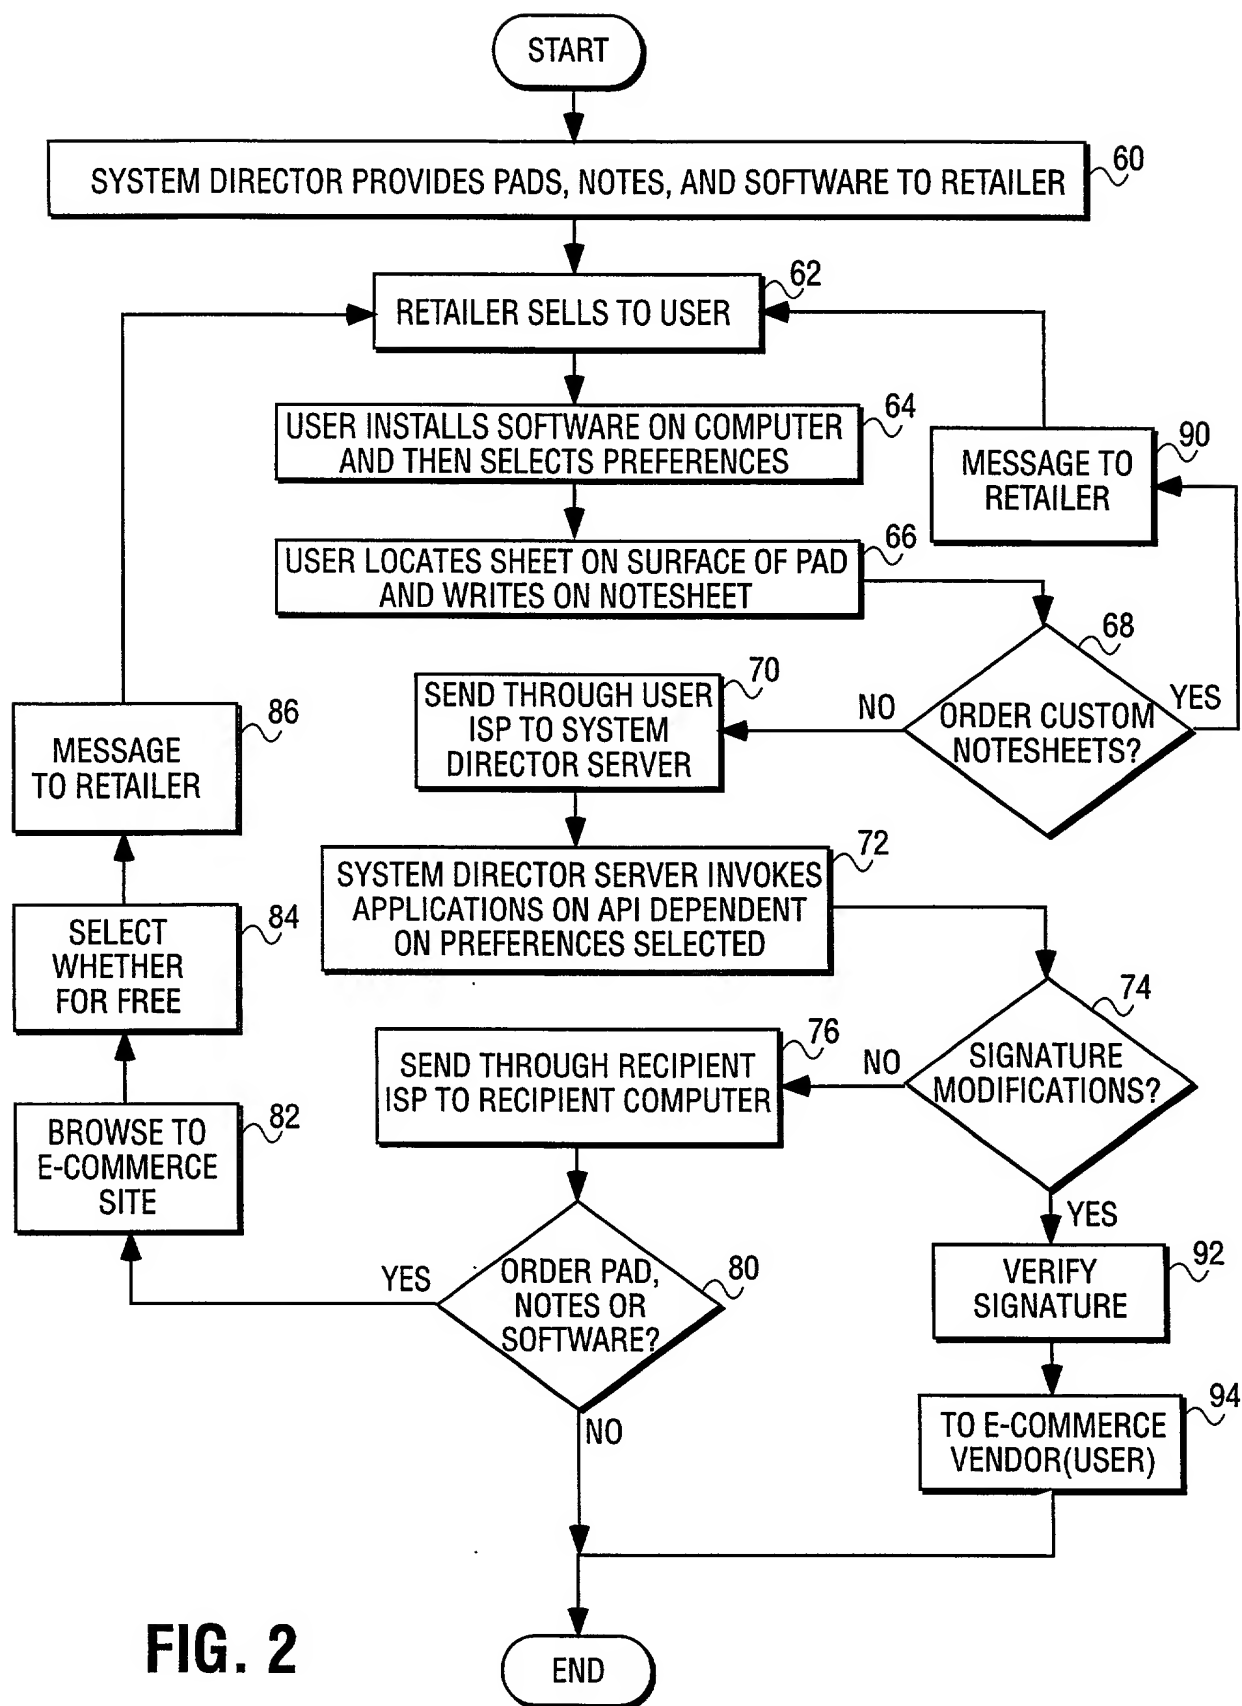 START
SYSTEM DIRECTOR PROVIDES PADS, NOTES, AND SOFTWARE TO RETAILER
60
RETAILER SELLS TO USER
62
USER INSTALLS SOFTWARE ON COMPUTER
AND THEN SELECTS PREFERENCES
64
MESSAGE TO
RETAILER
90
USER LOCATES SHEET ON SURFACE OF PAD
AND WRITES ON NOTESHEET
66
ORDER CUSTOM
NOTESHEETS?
68
YES
NO
SEND THROUGH USER
ISP TO SYSTEM
DIRECTOR SERVER
70
SYSTEM DIRECTOR SERVER INVOKES
APPLICATIONS ON API DEPENDENT
ON PREFERENCES SELECTED
72
SIGNATURE
MODIFICATIONS?
74
NO
SEND THROUGH RECIPIENT
ISP TO RECIPIENT COMPUTER
76
YES
VERIFY
SIGNATURE
92
TO E-COMMERCE
VENDOR(USER)
94
ORDER PAD,
NOTES OR
SOFTWARE?
80
YES
NO
BROWSE TO
E-COMMERCE
SITE
82
SELECT
WHETHER
FOR FREE
84
MESSAGE
TO RETAILER
86
END
FIG. 2